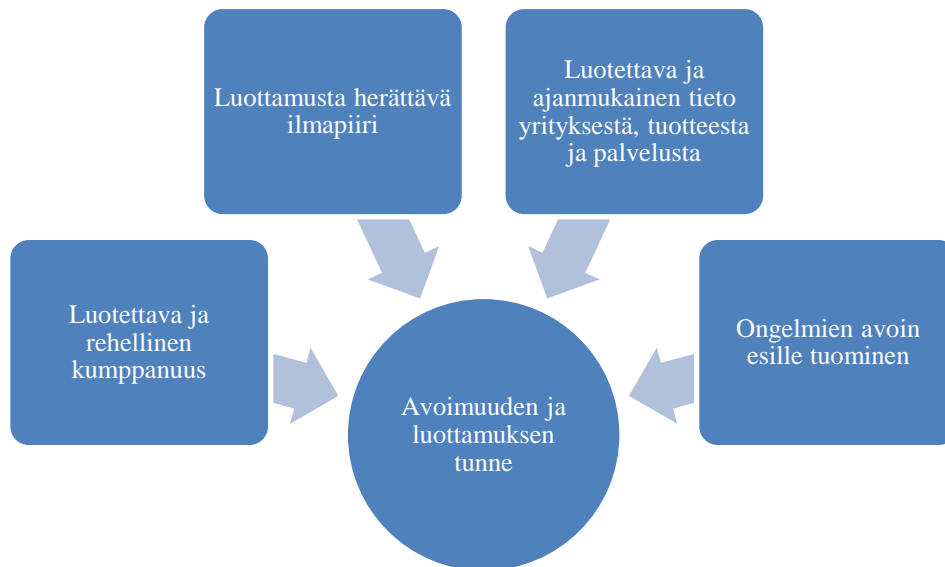 Luottamusta herättävä
ilmapiiri
Luotettava ja
ajanmukainen tieto
yrityksestä, tuotteesta
ja palvelusta
Luotettava ja
rehellinen
kumppanuus
Ongelmien avoin
esille tuominen
Avoimuuden ja
luottamuksen
tunne